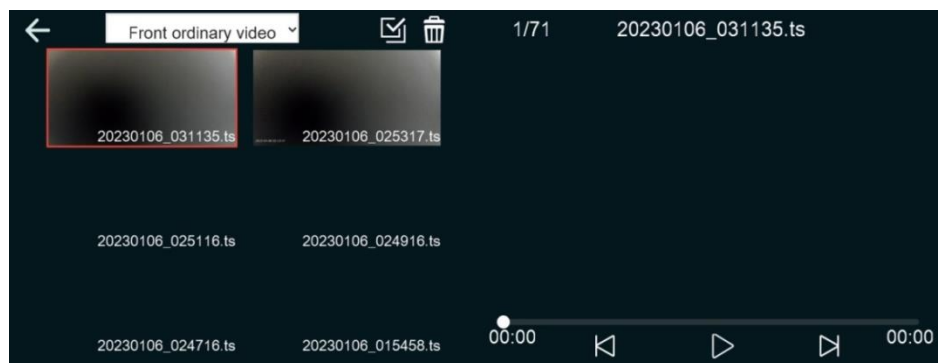 Front ordinary video
1/71 20230106_031135.ts
20230106_031135.ts 20230106_025317.ts
20230106_025116.ts 20230106_024916.ts
20230106_024716.ts 20230106_015458.ts
00:00 00:00